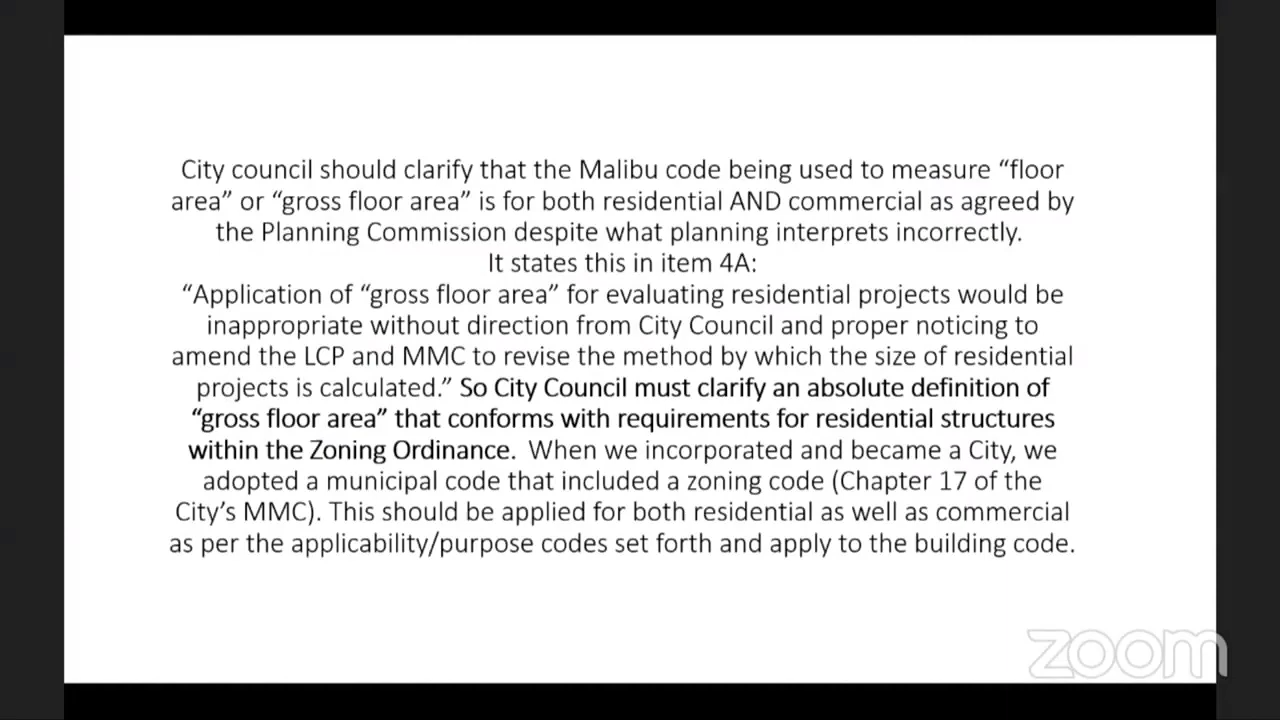 City council should clarify that the Malibu code being used to measure “floor
area” or “gross floor area” is for both residential AND commercial as agreed by
the Planning Commission despite what planning interprets incorrectly.
It states this in item 4A:
“Application of “gross floor area” for evaluating residential projects would be
inappropriate without direction from City Council and proper noticing to
amend the LCP and MMC to revise the method by which the size of residential
projects is calculated.” So City Council must clarify an absolute definition of
“gross floor area” that conforms with requirements for residential structures
within the Zoning Ordinance. When we incorporated and became a City, we
adopted a municipal code that included a zoning code (Chapter 17 of the
City’s MMC). This should be applied for both residential as well as commercial
as per the applicability/purpose codes set forth and apply to the building code.
zoom